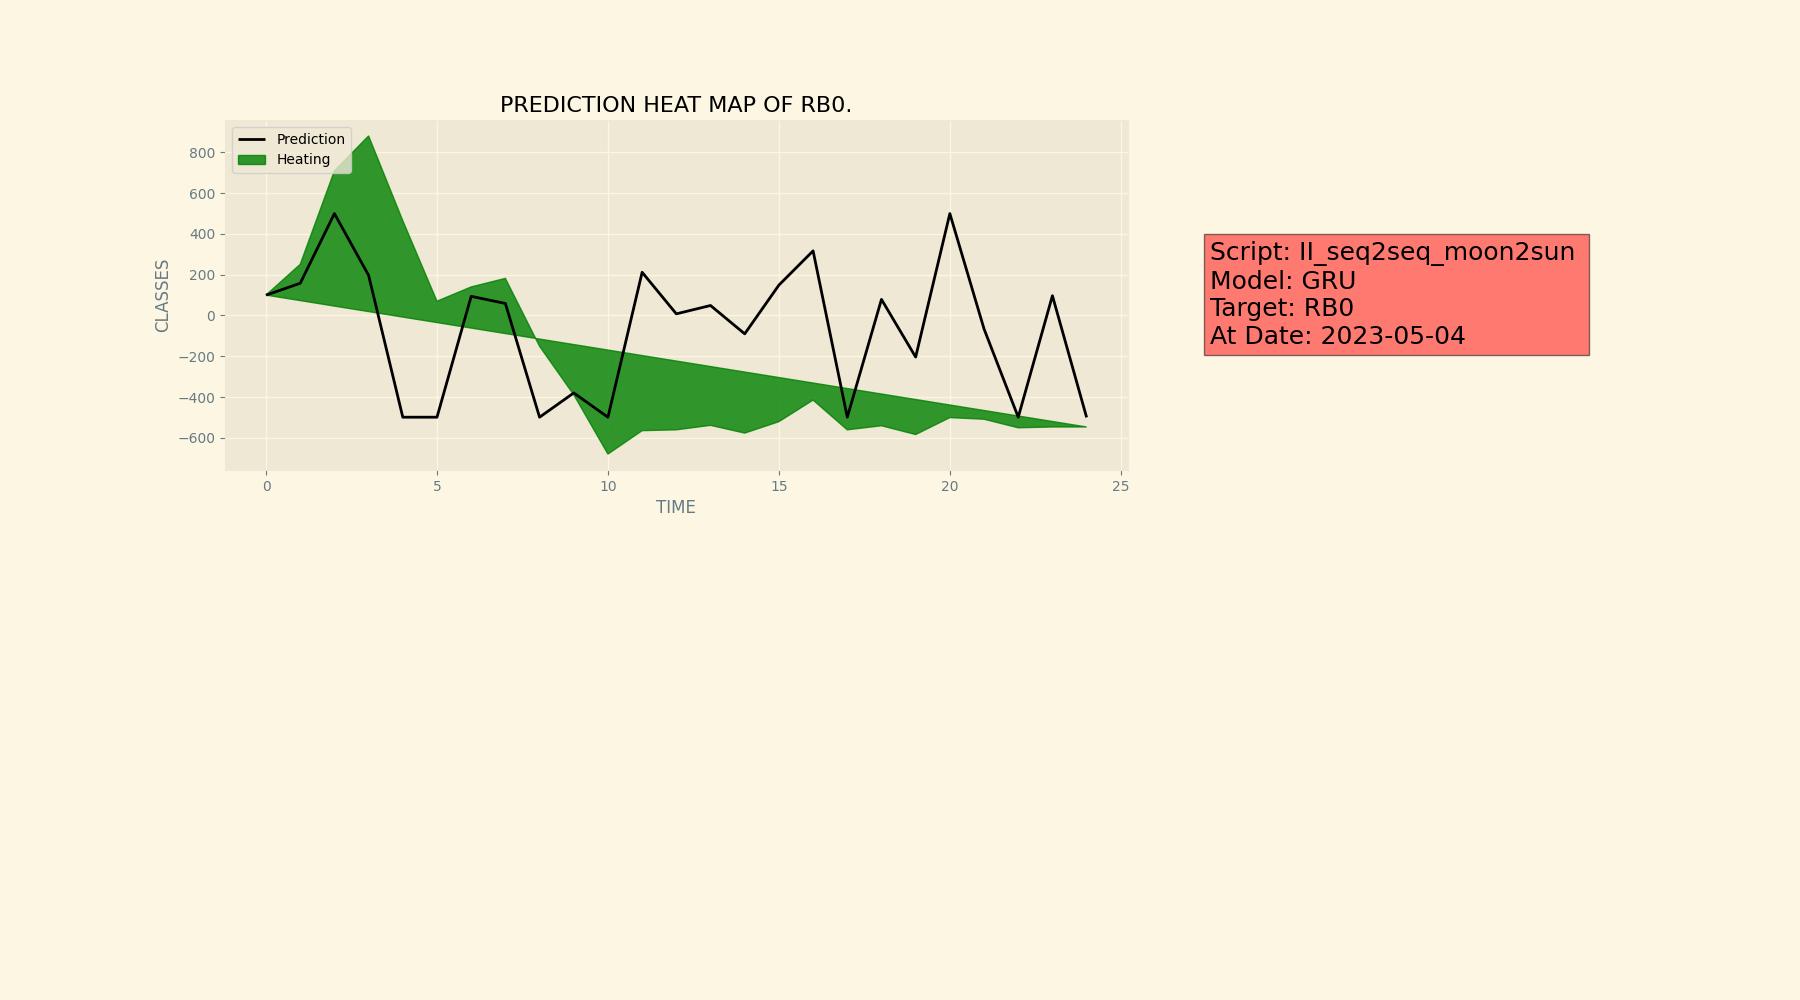 PREDICTION HEAT MAP OF RB0.
Prediction
Heating
800
600
400
200
0
−200
−400
−600
CLASSES
0 5 10 15 20 25
TIME
Script: II_seq2seq_moon2sun
Model: GRU
Target: RB0
At Date: 2023-05-04